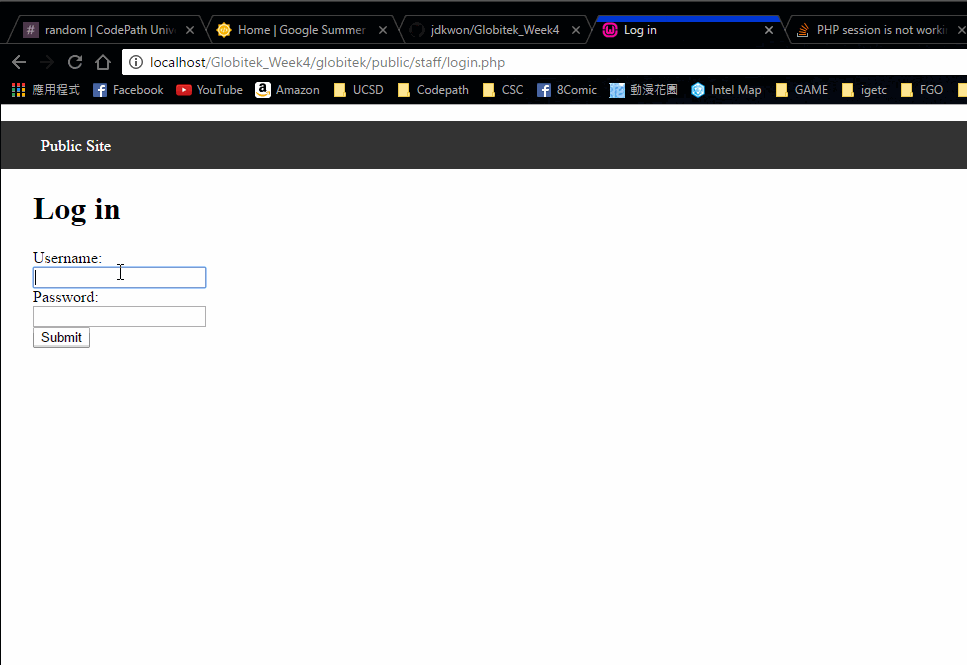 # random | CodePath Univ
Home | Google Summer
jdkwon/Globitek_Week4
Log in
PHP session is not worki
localhost/Globitek_Week4/globitek/public/staff/login.php
應用程式 Facebook YouTube Amazon UCSD Codepath CSC 8Comic 動漫花園 Intel Map GAME igetc FGO
Public Site
Log in
Username:
Password:
Submit